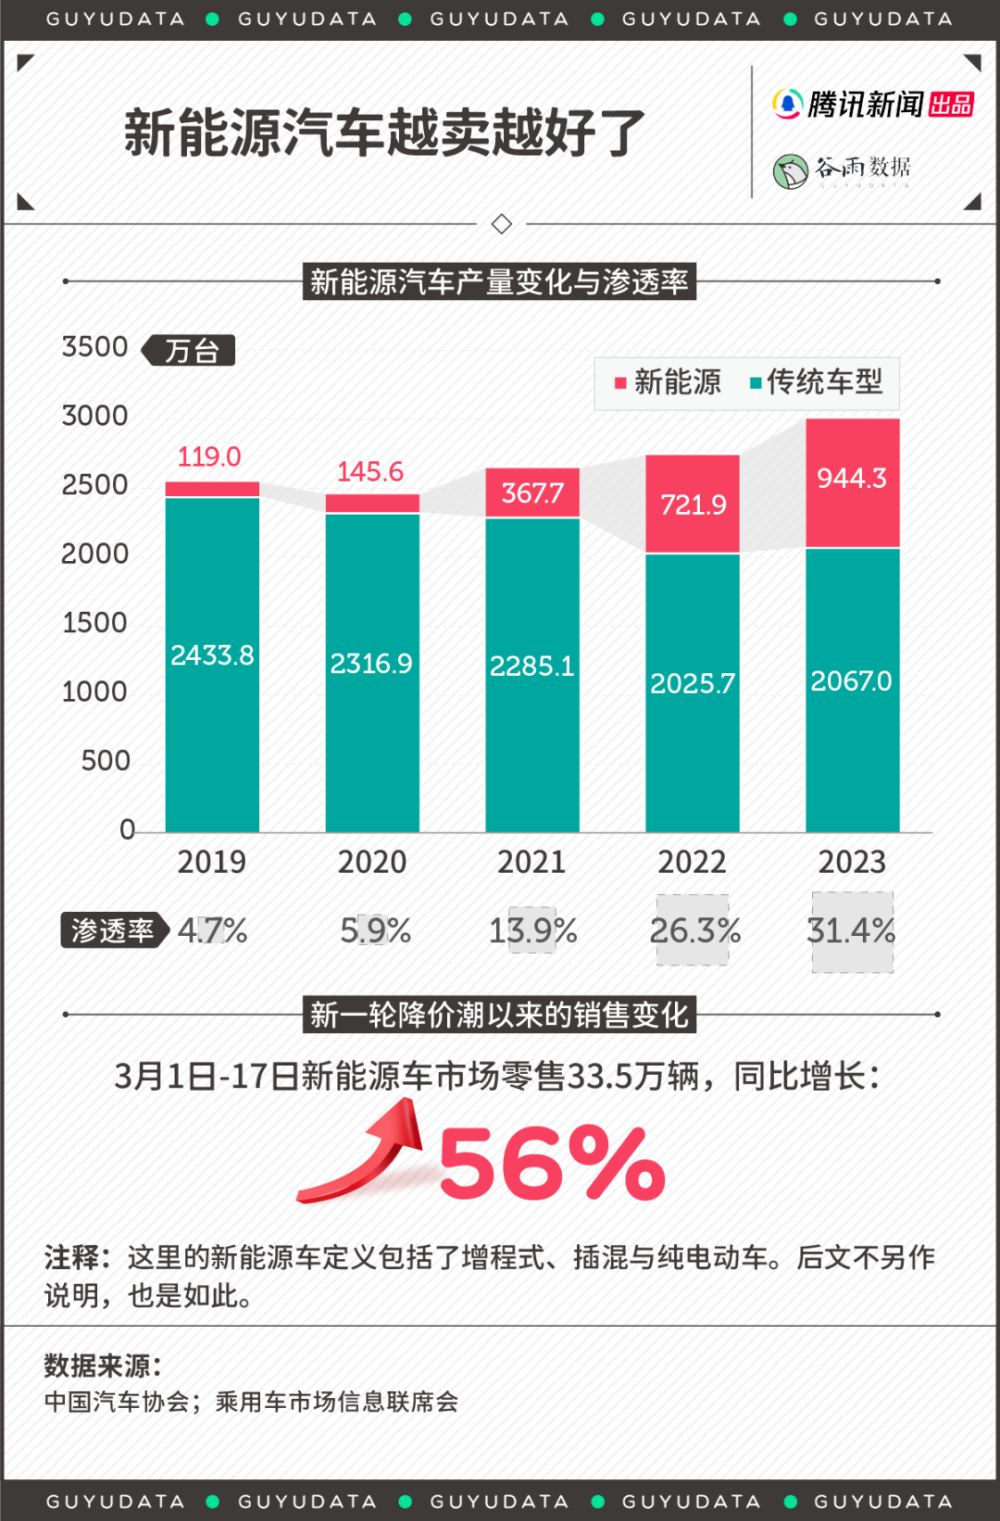 GUYUDATA ● GUYUDATA ● GUYUDATA ● GUYUDATA ● GUYUDATA
新能源汽车越卖越好了
腾讯新闻 出品
谷雨数据
GUYUDATA
新能源汽车产量变化与渗透率
3500 万台
新能源 传统车型
3000
2500
2000
1500
1000
500
0
119.0 145.6 367.7 721.9 944.3
2433.8 2316.9 2285.1 2025.7 2067.0
2019 2020 2021 2022 2023
渗透率 4.7% 5.9% 13.9% 26.3% 31.4%
新一轮降价潮以来的销售变化
3月1日-17日新能源车市场零售33.5万辆，同比增长：
56%
注释：这里的新能源车定义包括了增程式、插混与纯电动车。后文不另作
说明，也是如此。
数据来源：
中国汽车协会；乘用车市场信息联席会
GUYUDATA ● GUYUDATA ● GUYUDATA ● GUYUDATA ● GUYUDATA